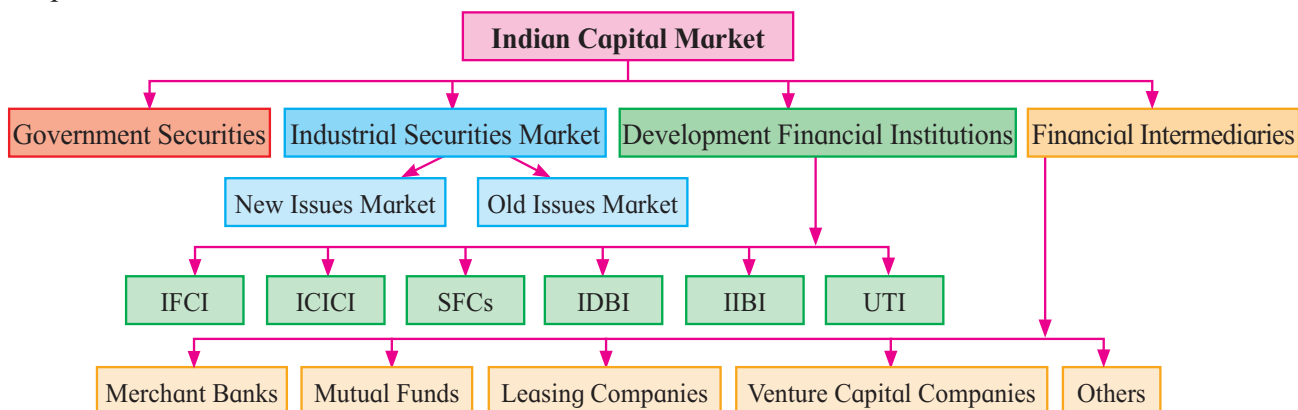 Indian Capital Market
Government Securities
Industrial Securities Market
Development Financial Institutions
Financial Intermediaries
New Issues Market
Old Issues Market
IFCI
ICICI
SFCs
IDBI
IIBI
UTI
Merchant Banks
Mutual Funds
Leasing Companies
Venture Capital Companies
Others